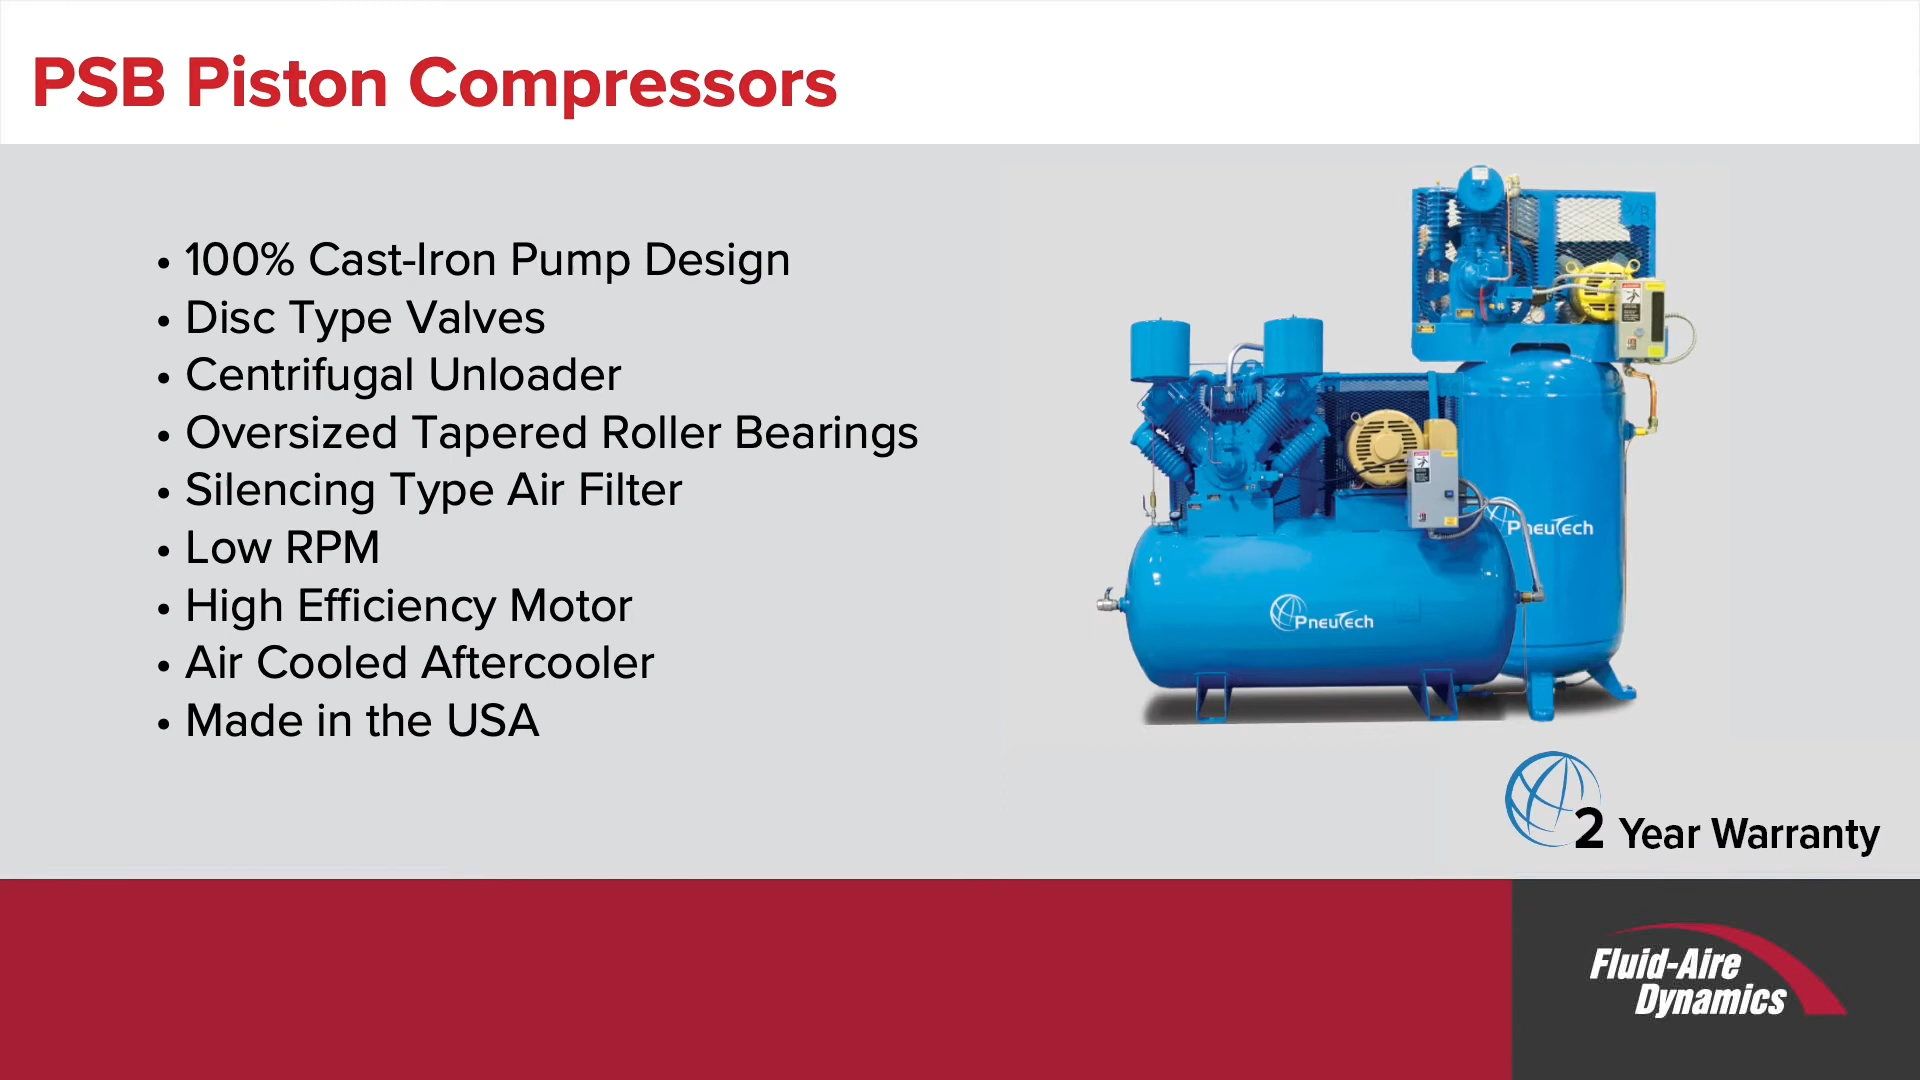 PSB Piston Compressors
• 100% Cast-Iron Pump Design
• Disc Type Valves
• Centrifugal Unloader
• Oversized Tapered Roller Bearings
• Silencing Type Air Filter
• Low RPM
• High Efficiency Motor
• Air Cooled Aftercooler
• Made in the USA
PneuTech
PneuTech
2 Year Warranty
Fluid-Aire
Dynamics